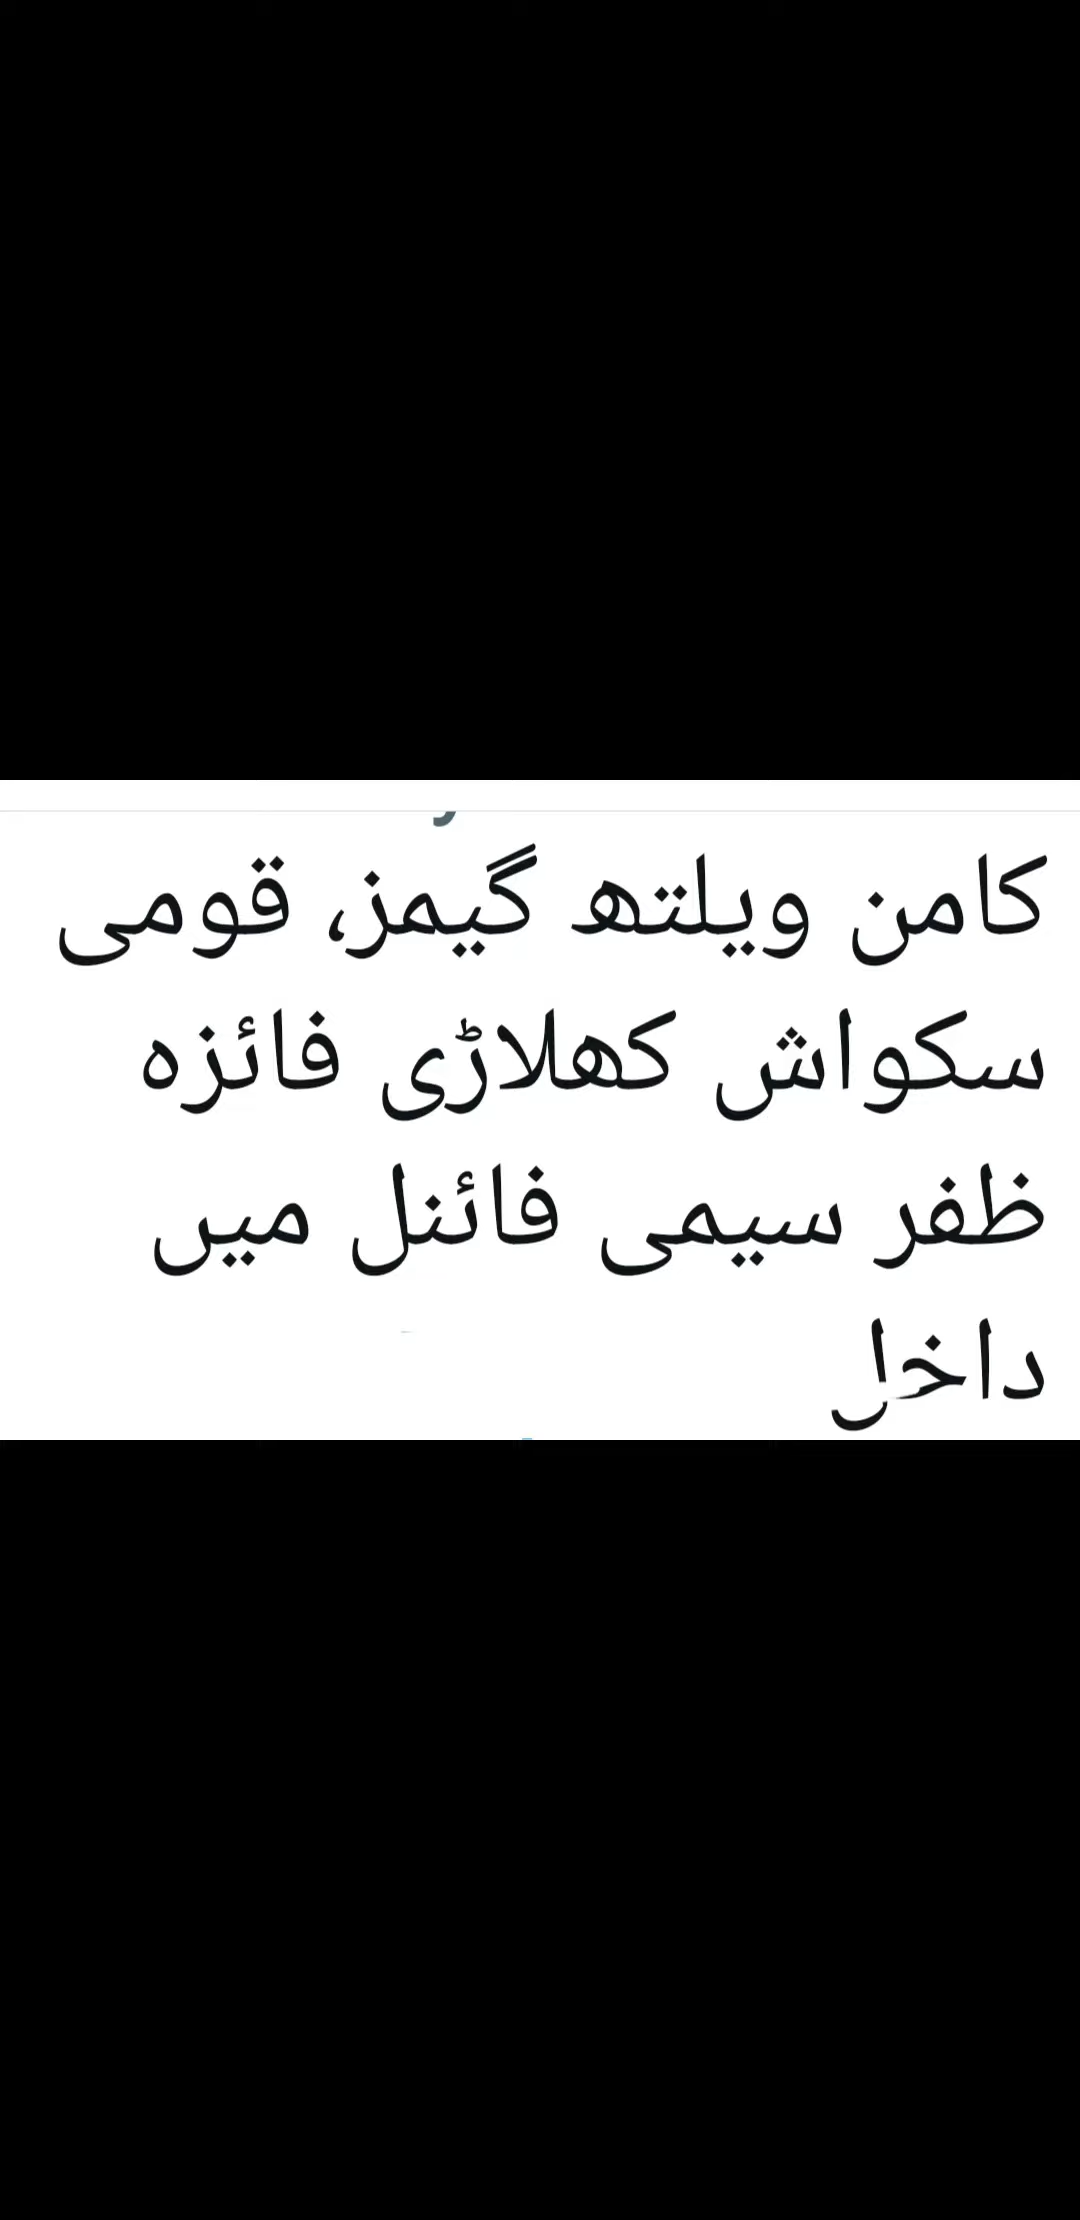 کامن ویلتھ گیمز، قومی
سکواش کھلاڑی فائزہ
ظفر سیمی فائنل میں
داخل